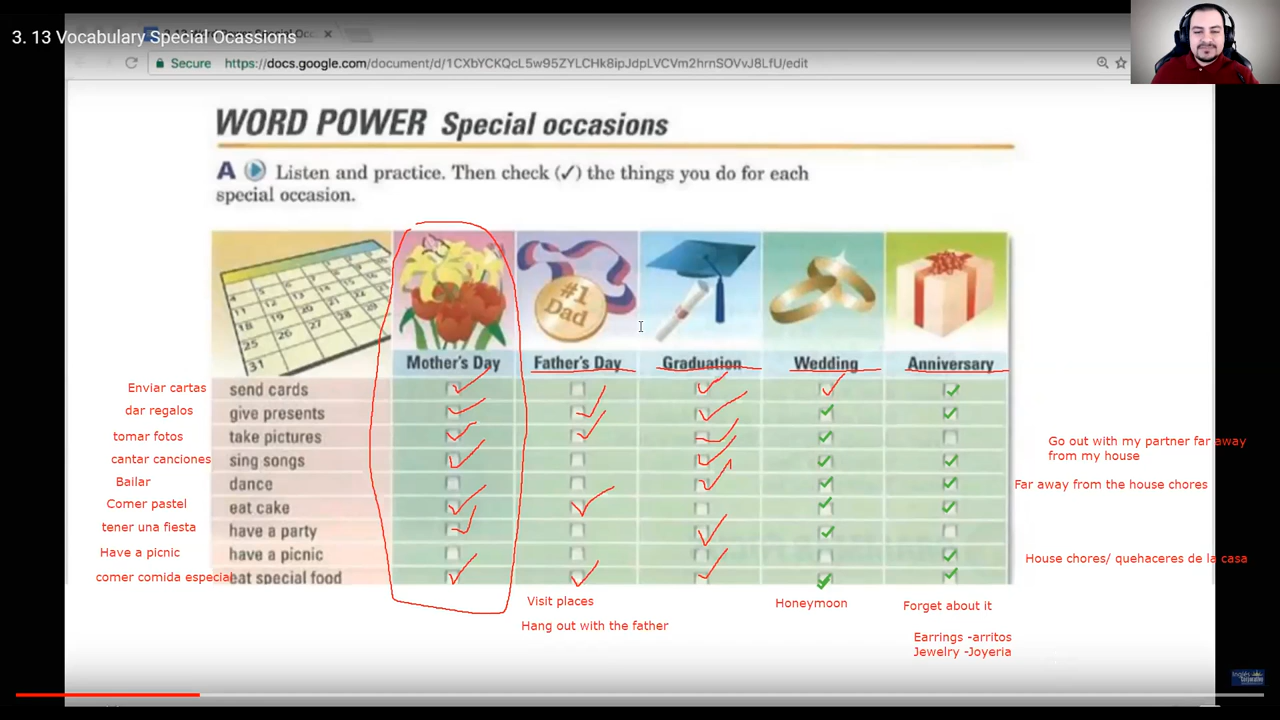 3. 13 Vocabulary Special Ocassions
Secure https://docs.google.com/document/d/1CXbYCKQcL5w95ZYLCHk8ipJdpLVCVm2hrnSOVvJ8LfU/edit
WORD POWER Special occasions
A Listen and practice. Then check (✓) the things you do for each
special occasion.
#1
Dad
Mother's Day Father's Day Graduation Wedding Anniversary
Enviar cartas send cards
dar regalos give presents
tomar fotos take pictures
Go out with my partner far away
from my house
cantar canciones sing songs
Bailar dance Far away from the house chores
Comer pastel eat cake
tener una fiesta have a party
Have a picnic have a picnic House chores/ quehaceres de la casa
comer comida especial eat special food
Visit places Honeymoon Forget about it
Hang out with the father
Earrings -arritos
Jewelry -Joyeria